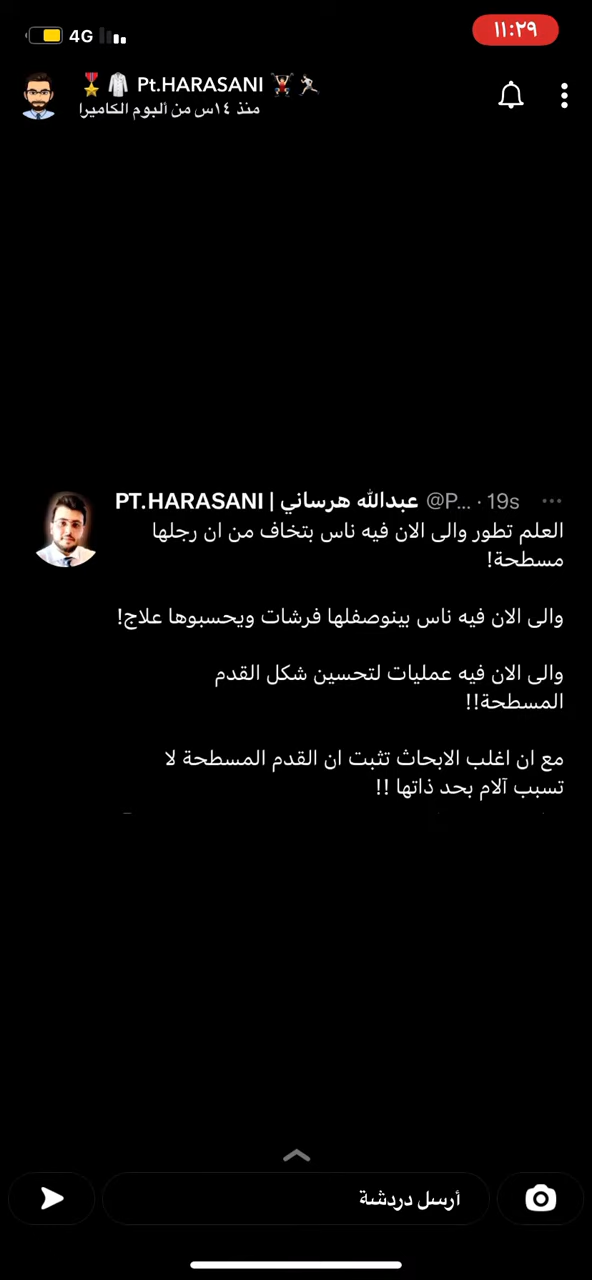 4G
١١:٢٩
Pt.HARASANI
منذ ١٤س من ألبوم الكاميرا
PT.HARASANI | عبدالله هرساني @P... · 19s
العلم تطور والى الان فيه ناس بتخاف من ان رجلها
مسطحة!
والى الان فيه ناس بينوصفلها فرشات ويحسبوها علاج!
والى الان فيه عمليات لتحسين شكل القدم
المسطحة!!
مع ان اغلب الابحاث تثبت ان القدم المسطحة لا
تسبب آلام بحد ذاتها !!
أرسل دردشة